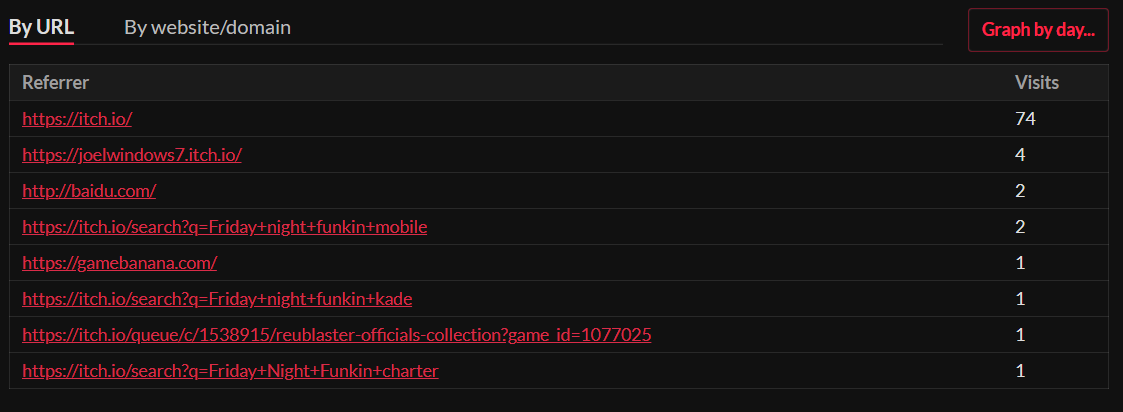 By URL By website/domain Graph by day...
Referrer Visits
https://itch.io/ 74
https://joelwindows7.itch.io/ 4
http://baidu.com/ 2
https://itch.io/search?q=Friday+night+funkin+mobile 2
https://gamebanana.com/ 1
https://itch.io/search?q=Friday+night+funkin+kade 1
https://itch.io/queue/c/1538915/reublaster-officials-collection?game_id=1077025 1
https://itch.io/search?q=Friday+Night+Funkin+charter 1